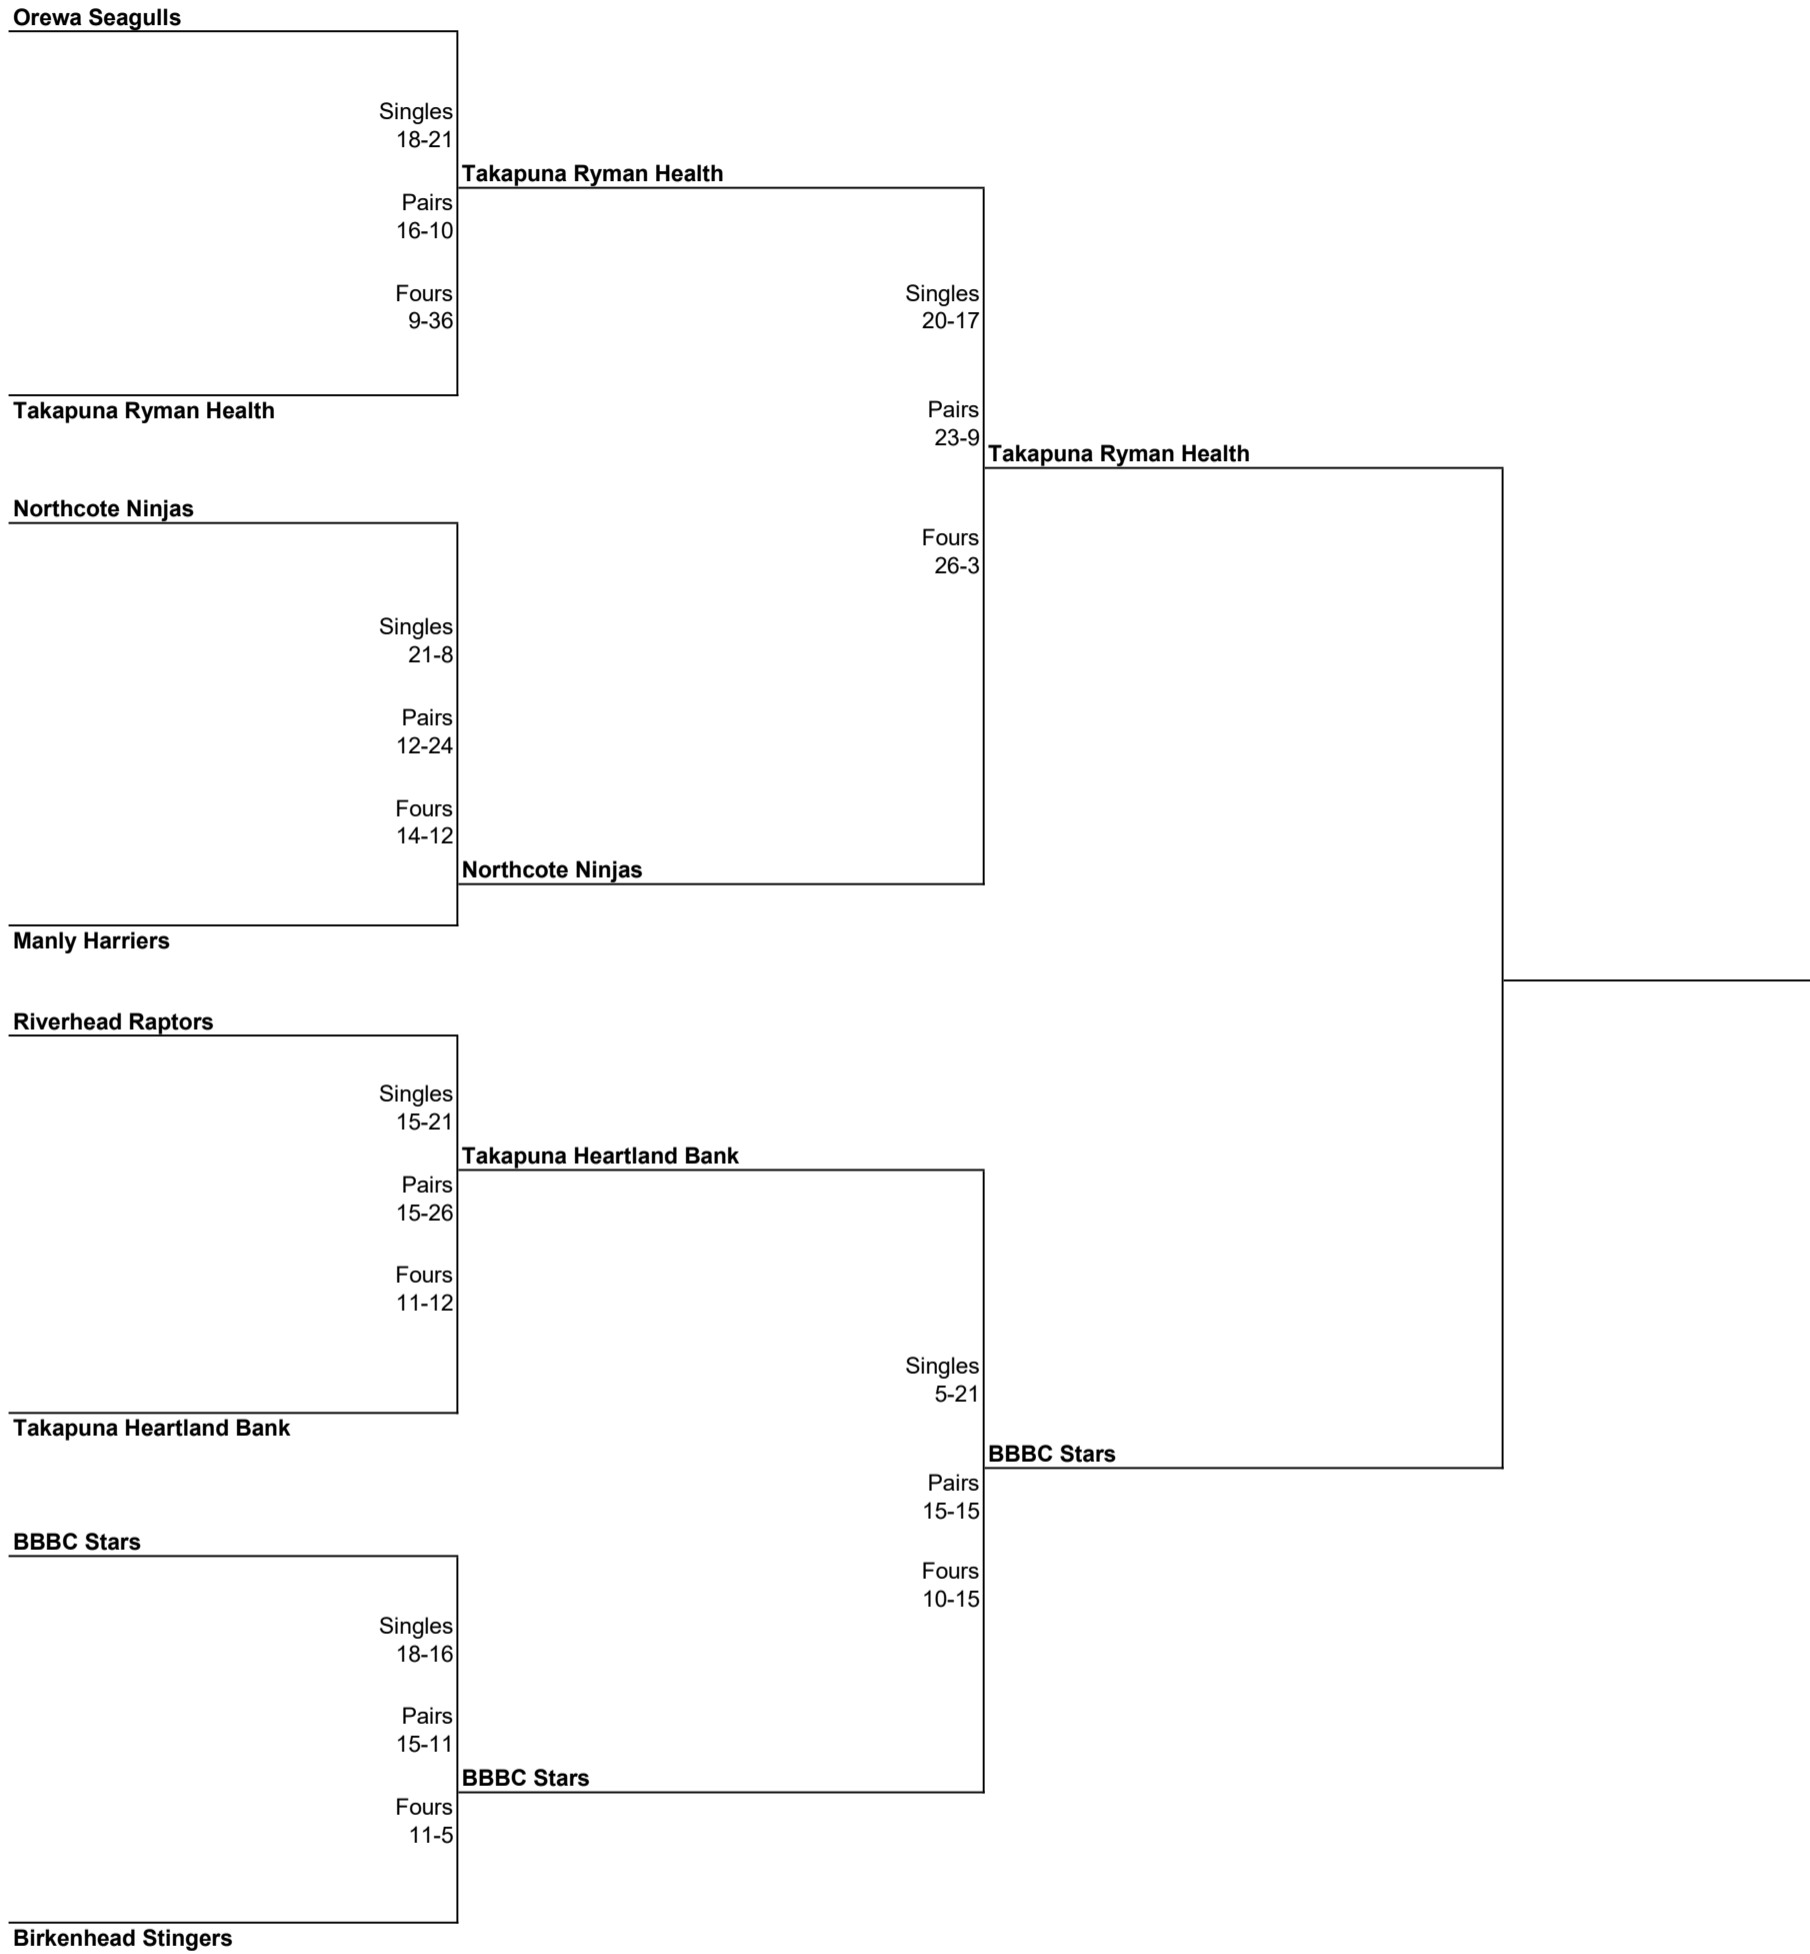 Orewa Seagulls
Singles
18-21
Takapuna Ryman Health
Pairs
16-10
Fours
9-36
Singles
20-17
Takapuna Ryman Health
Pairs
23-9
Takapuna Ryman Health
Northcote Ninjas
Fours
26-3
Singles
21-8
Pairs
12-24
Fours
14-12
Northcote Ninjas
Manly Harriers
Riverhead Raptors
Singles
15-21
Takapuna Heartland Bank
Pairs
15-26
Fours
11-12
Singles
5-21
Takapuna Heartland Bank
BBBC Stars
Pairs
15-15
BBBC Stars
Fours
10-15
Singles
18-16
Pairs
15-11
BBBC Stars
Fours
11-5
Birkenhead Stingers